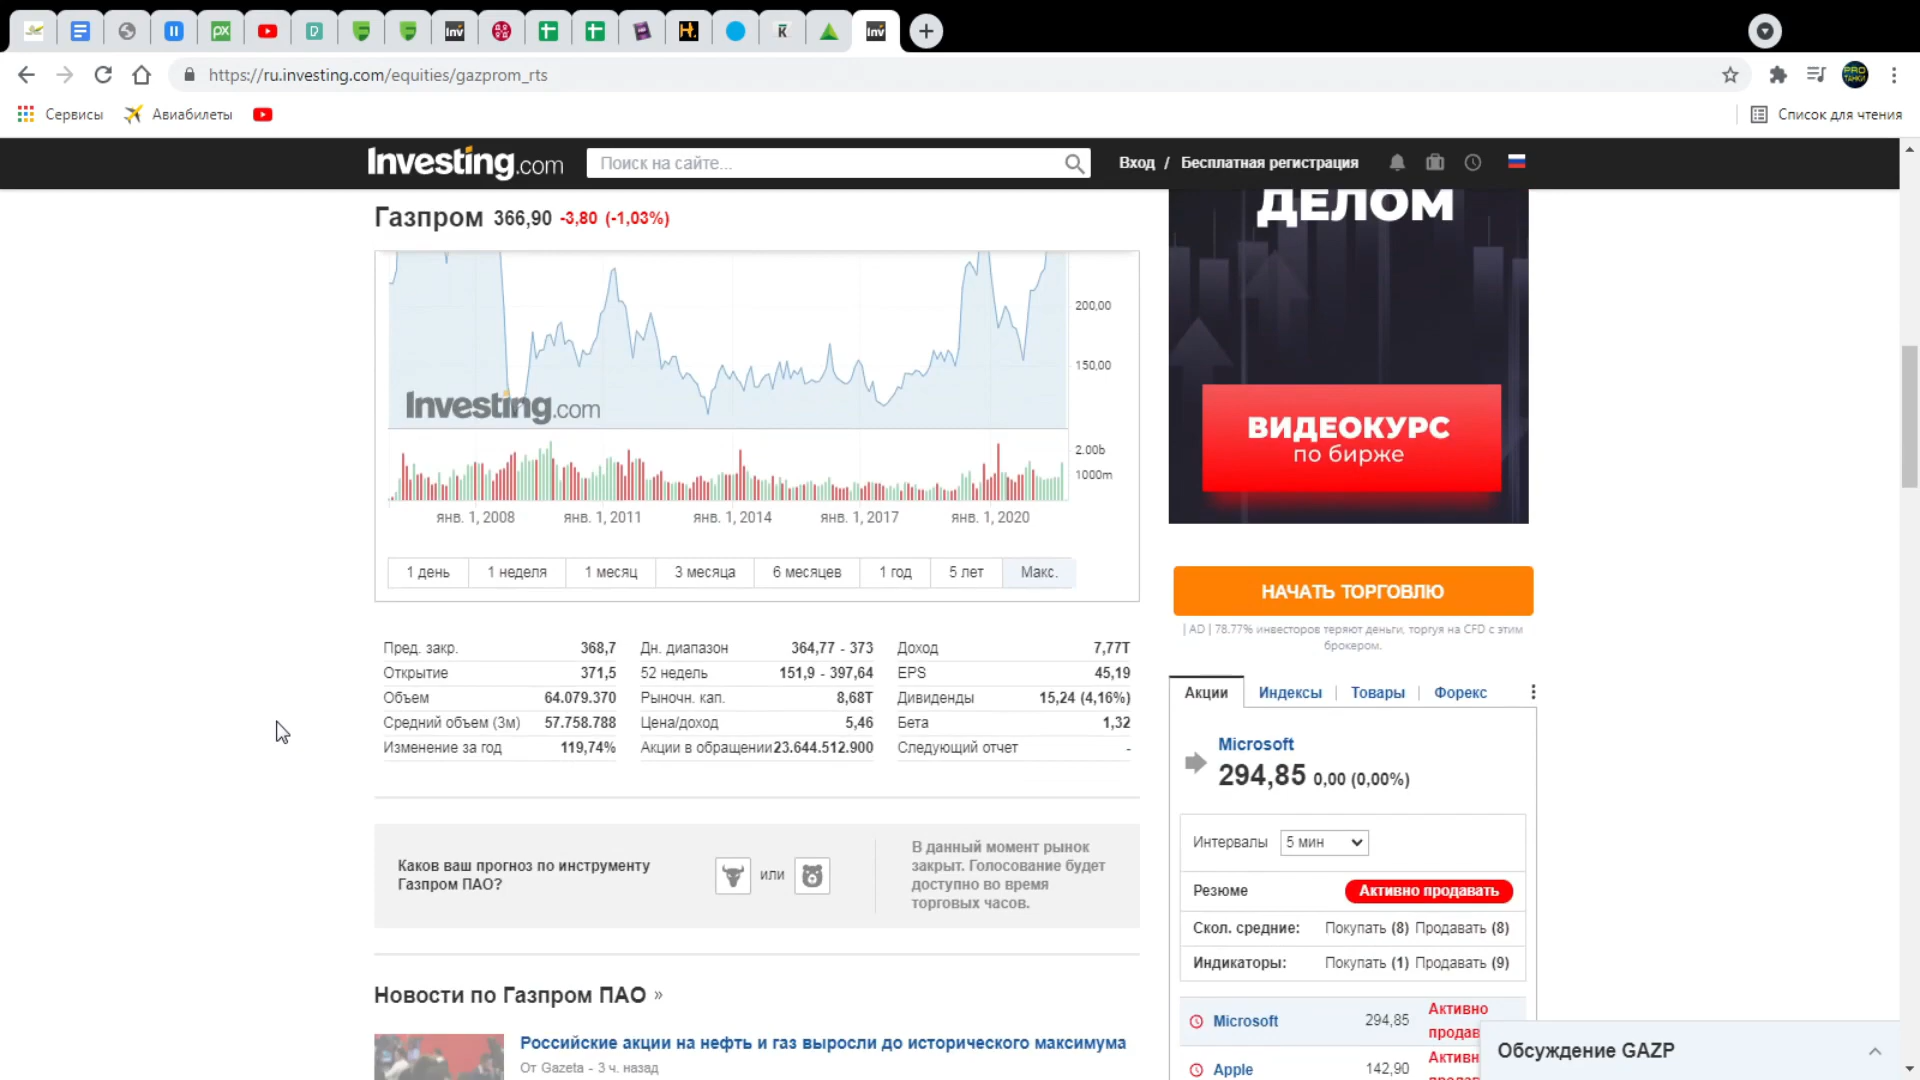 https://ru.investing.com/equities/gazprom_rts
Сервисы
Авиабилеты
Список для чтения
Investing.com
Поиск на сайте...
Вход / Бесплатная регистрация
Газпром 366,90 -3,80 (-1,03%)
ДЕЛОМ
200,00
150,00
Investing.com
2.00b
1000m
янв. 1, 2008
янв. 1, 2011
янв. 1, 2014
янв. 1, 2017
янв. 1, 2020
1 день
1 неделя
1 месяц
3 месяца
6 месяцев
1 год
5 лет
Макс.
ВИДЕОКУРС
по бирже
НАЧАТЬ ТОРГОВЛЮ
| AD | 78.77% инвесторов теряют деньги, торгуя на CFD с этим
брокером.
Пред. закр. 368,7
Дн. диапазон 364,77 - 373
Доход 7,77T
Открытие 371,5
52 недель 151,9 - 397,64
EPS 45,19
Объем 64.079.370
Рыночн. кап. 8,68T
Дивиденды 15,24 (4,16%)
Средний объем (3м) 57.758.788
Цена/доход 5,46
Бета 1,32
Изменение за год 119,74%
Акции в обращении 23.644.512.900
Следующий отчет -
Каков ваш прогноз по инструменту
Газпром ПАО?
или
В данный момент рынок
закрыт. Голосование будет
доступно во время
торговых часов.
Новости по Газпром ПАО »
Российские акции на нефть и газ выросли до исторического максимума
От Gazeta - 3 ч. назад
Акции
Индексы
Товары
Форекс
Microsoft
294,85 0,00 (0,00%)
Интервалы 5 мин
Резюме Активно продавать
Скол. средние: Покупать (8) Продавать (8)
Индикаторы: Покупать (1) Продавать (9)
Microsoft 294,85 Активно
прода
Apple 142,90 Активн
Обсуждение GAZP